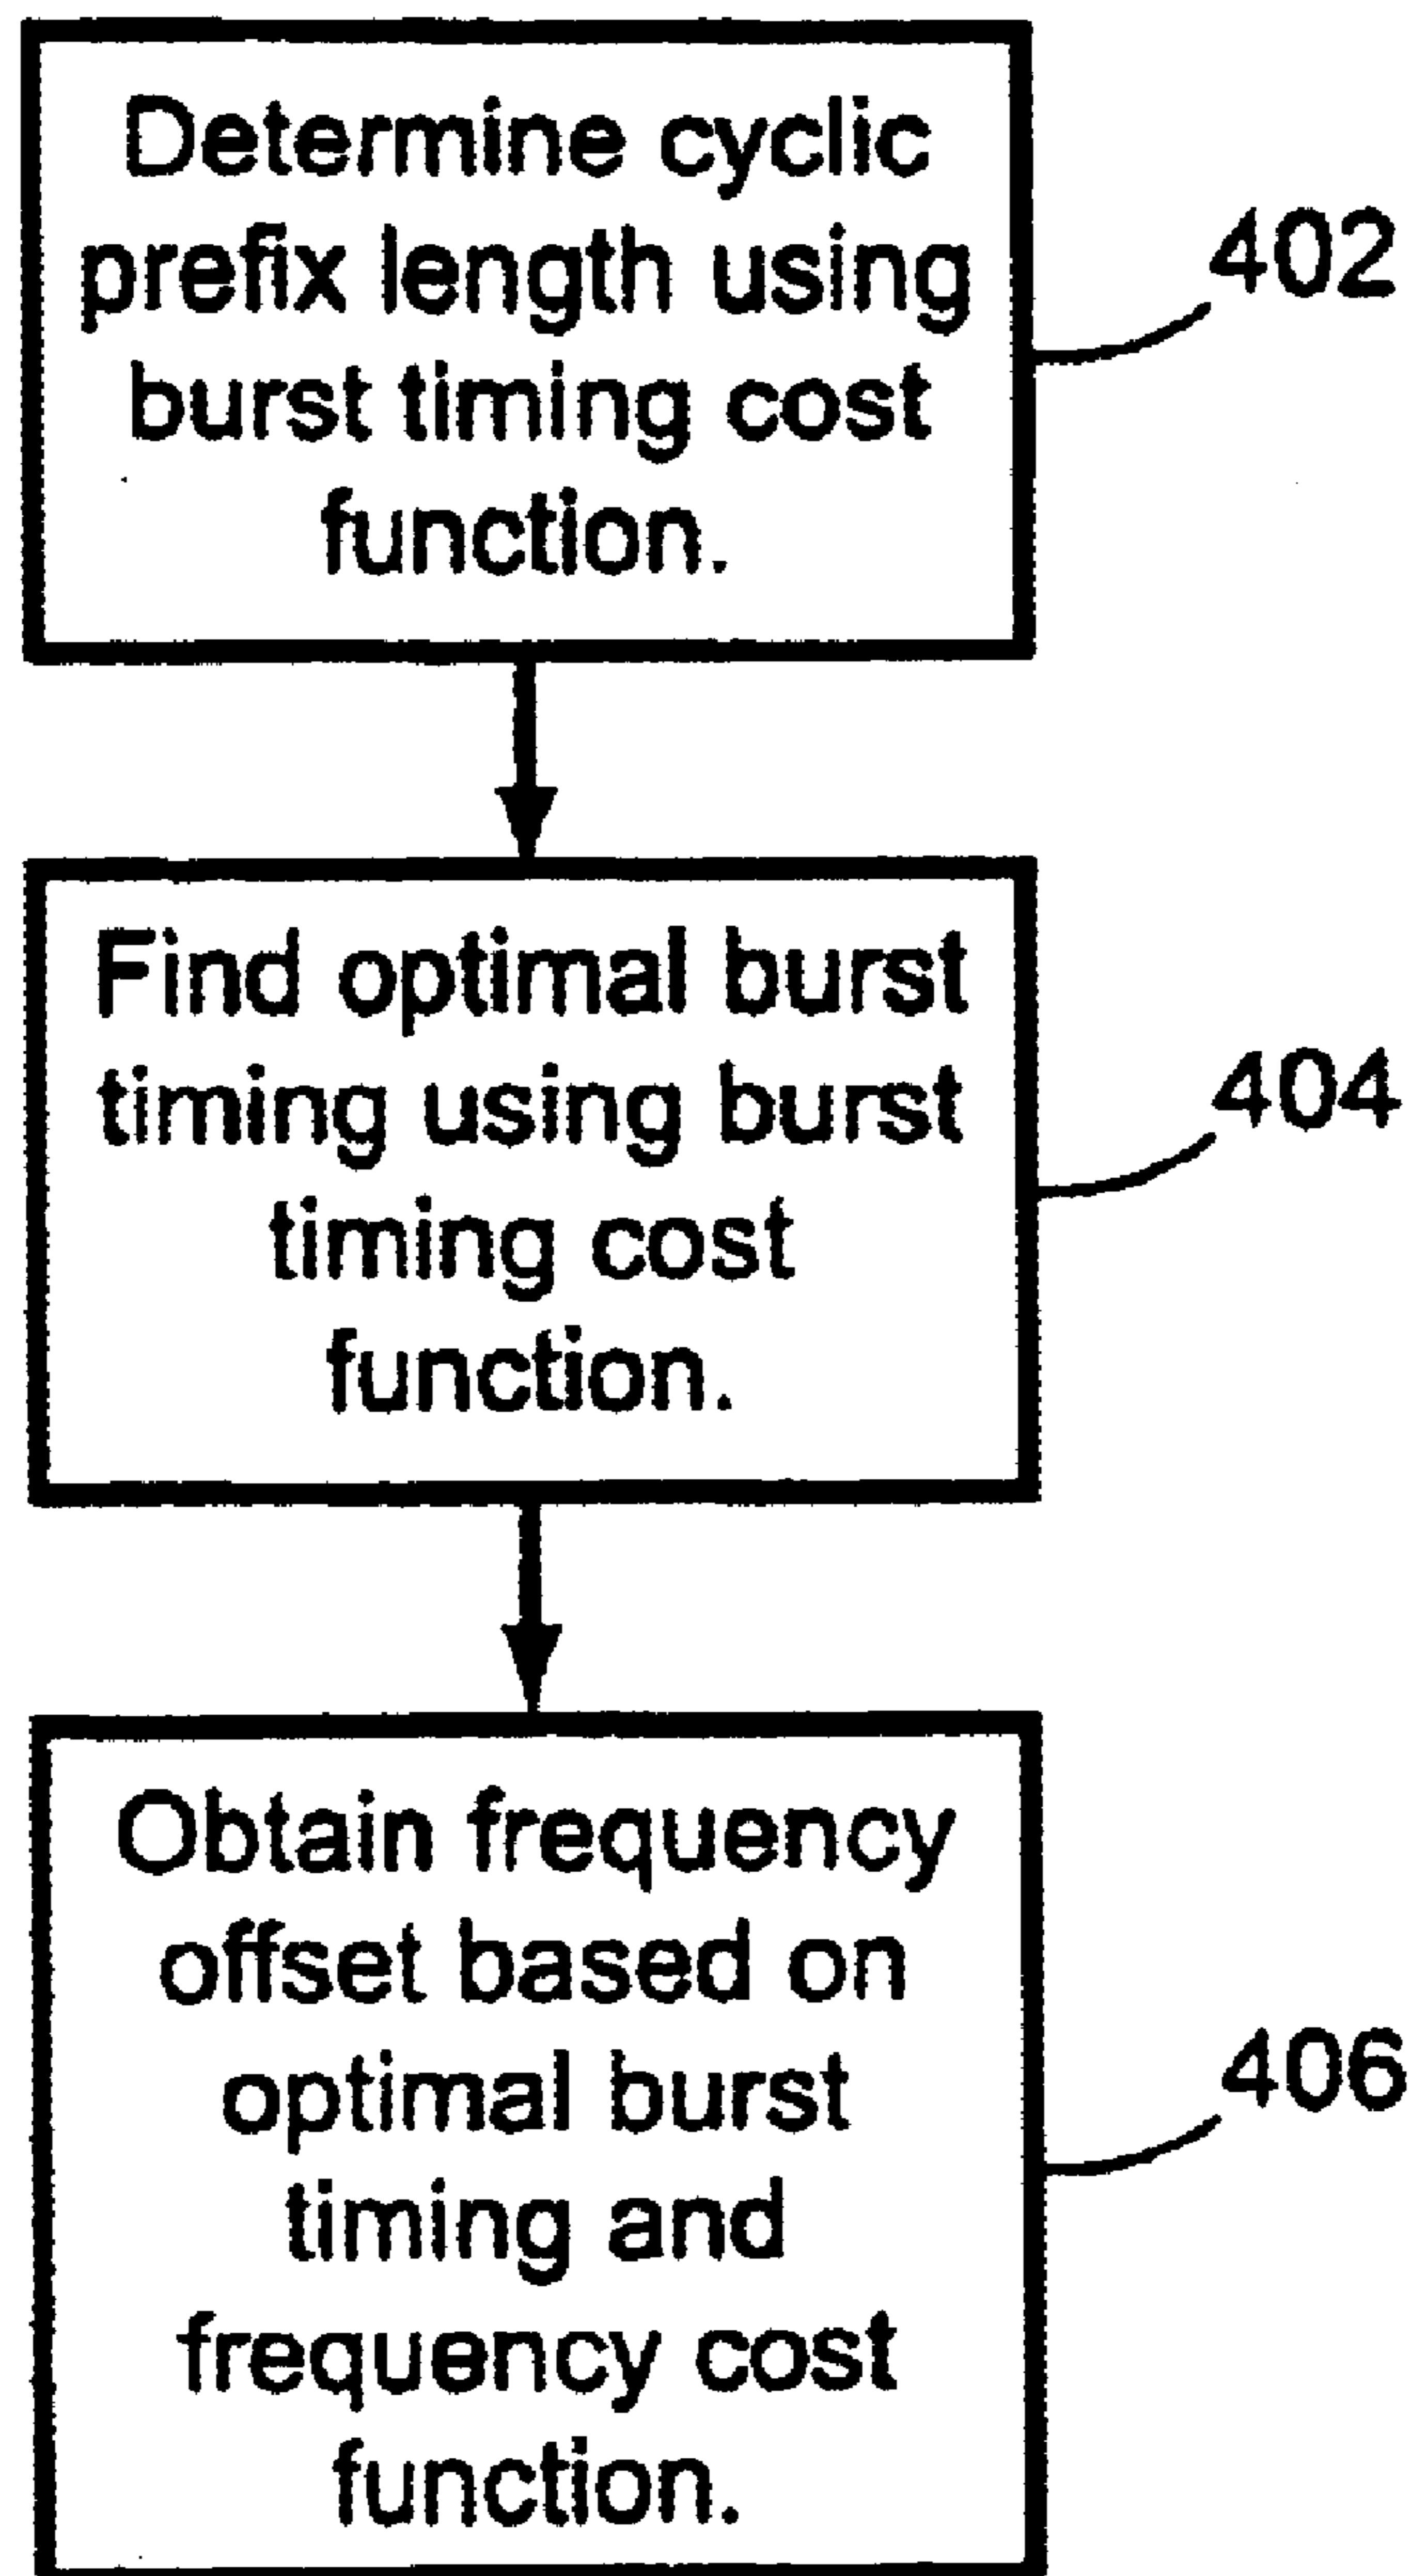 Determine cyclic
prefix length using
burst timing cost
function.
402
Find optimal burst
timing using burst
timing cost
function.
404
Obtain frequency
offset based on
optimal burst
timing and
frequency cost
function.
406